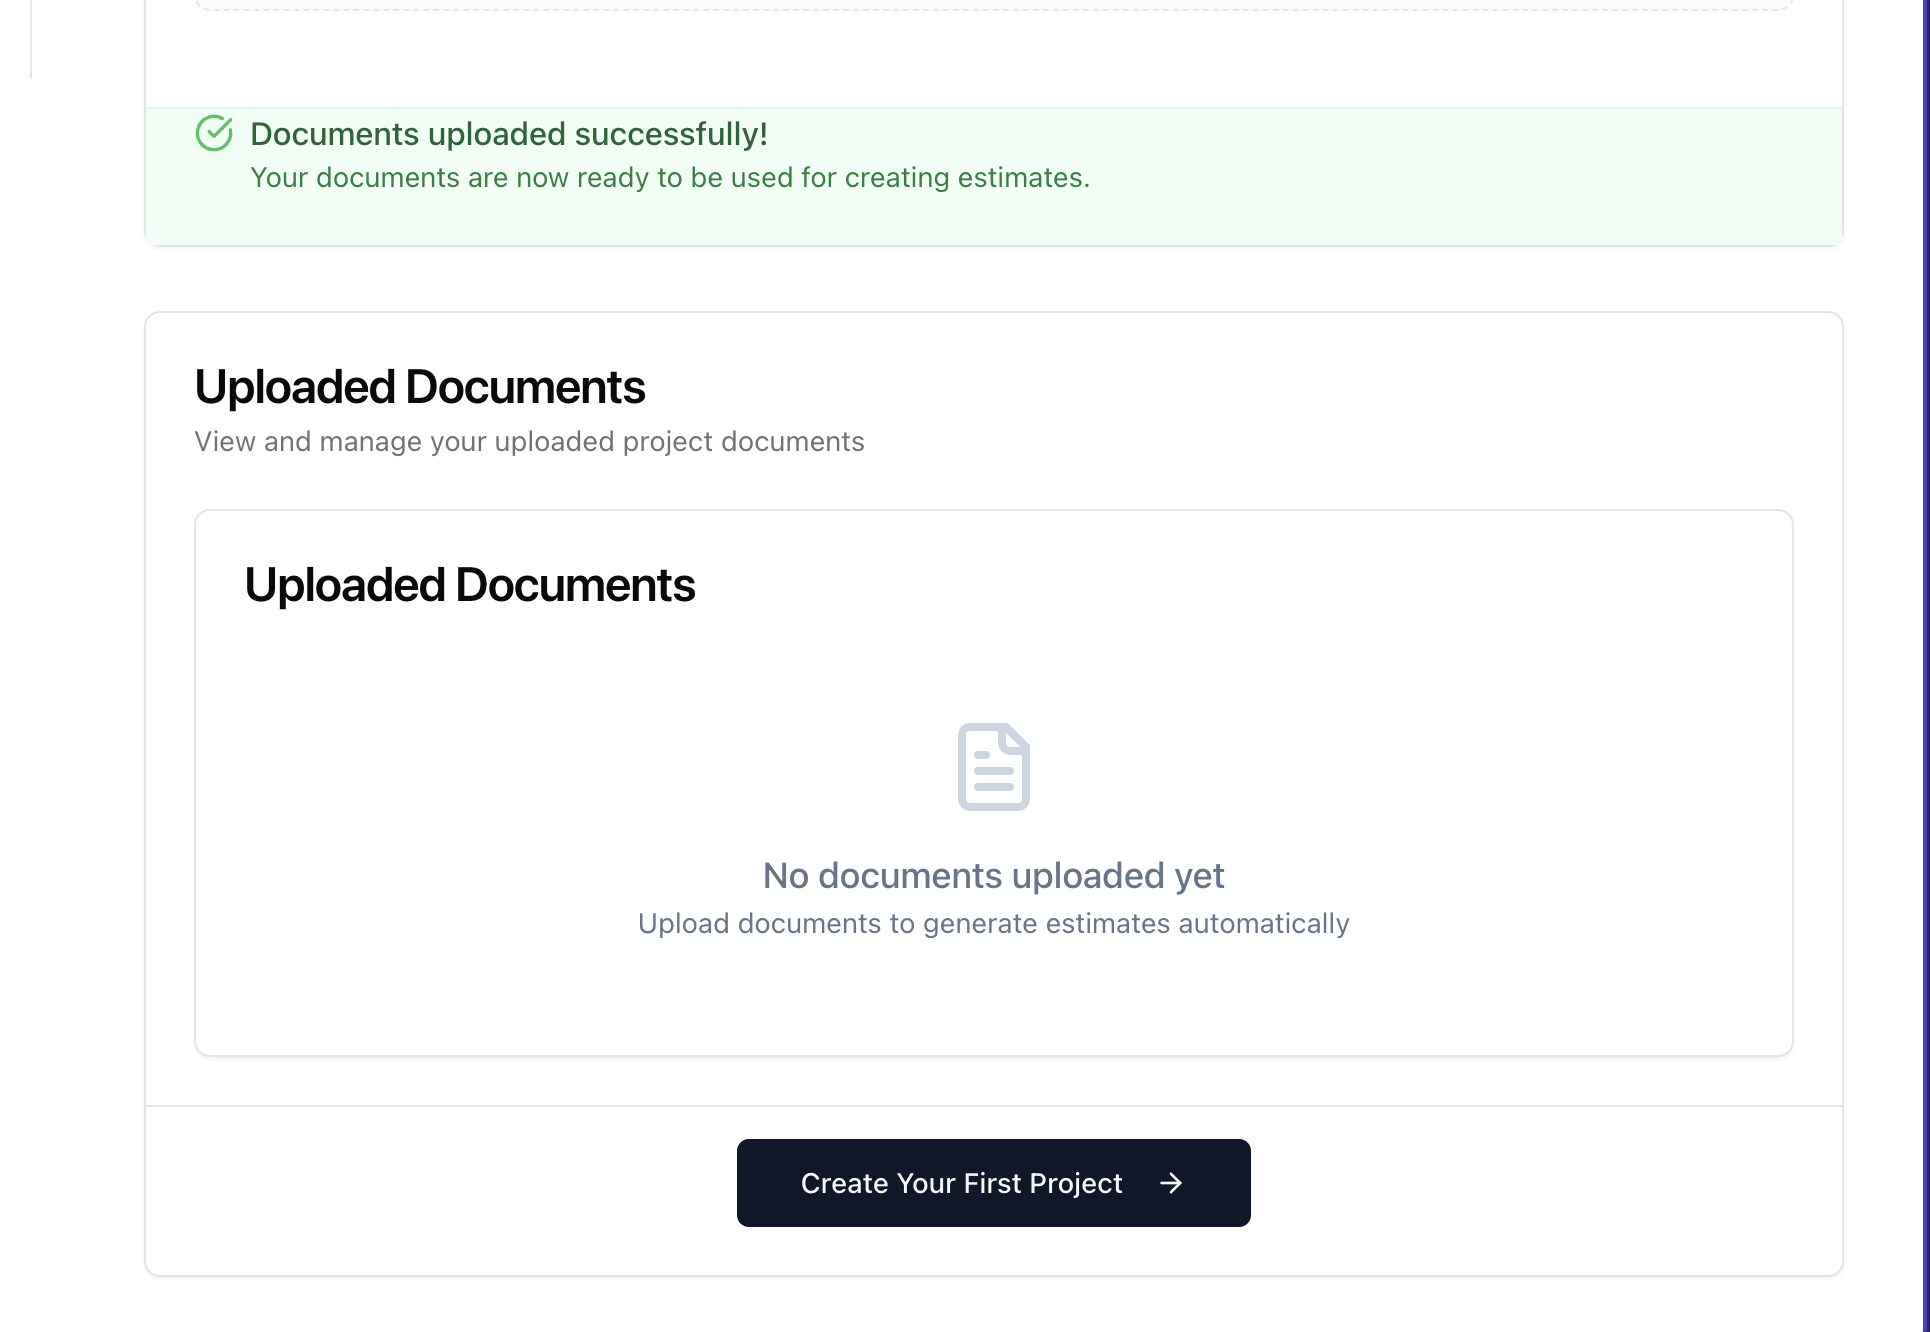 Documents uploaded successfully!
Your documents are now ready to be used for creating estimates.
Uploaded Documents
View and manage your uploaded project documents
Uploaded Documents
No documents uploaded yet
Upload documents to generate estimates automatically
Create Your First Project